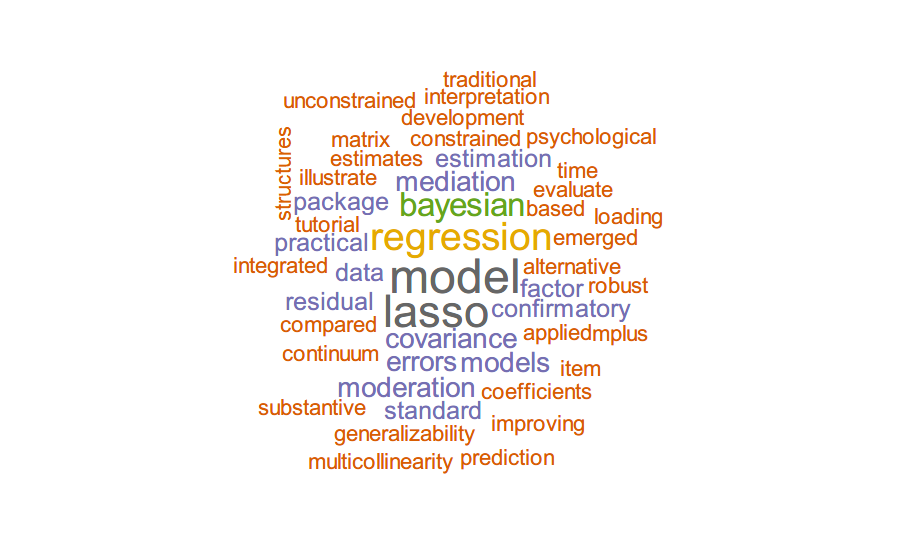 traditional
unconstrained interpretation
development
matrix constrained psychological
structures
estimates estimation
illustrate mediation time
evaluate
package bayesian based loading
tutorial
practical regression emerged
integrated data model alternative
residual factor robust
lasso confirmatory
compared covariance applied mplus
continuum errors models item
moderation coefficients
substantive standard improving
generalizability
multicollinearity prediction